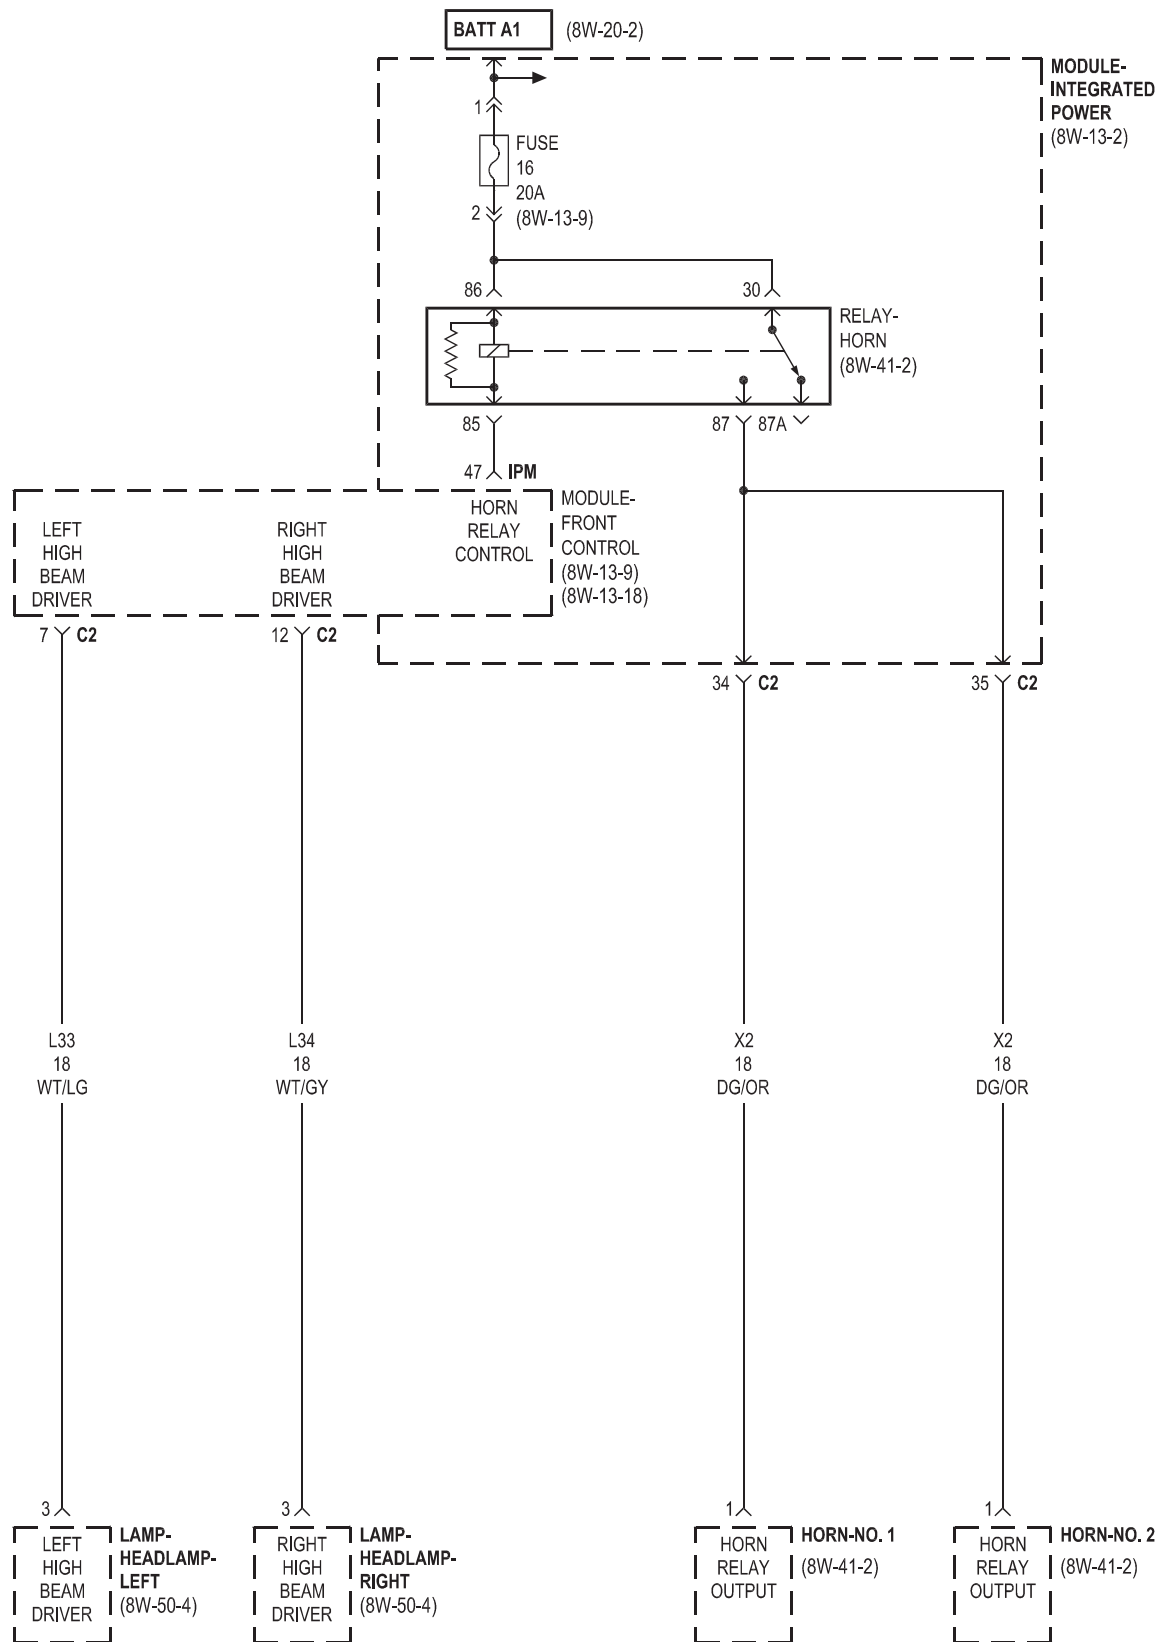 BATT A1 (8W-20-2)
MODULE-
INTEGRATED
POWER
(8W-13-2)
1
FUSE
16
20A
(8W-13-9)
2
86
30
RELAY-
HORN
(8W-41-2)
85
87
87A
47 IPM
HORN
RELAY
CONTROL
MODULE-
FRONT
CONTROL
(8W-13-9)
(8W-13-18)
LEFT
HIGH
BEAM
DRIVER
RIGHT
HIGH
BEAM
DRIVER
7 C2
12 C2
34 C2
35 C2
L33
18
WT/LG
L34
18
WT/GY
X2
18
DG/OR
X2
18
DG/OR
3
LEFT
HIGH
BEAM
DRIVER
LAMP-
HEADLAMP-
LEFT
(8W-50-4)
3
RIGHT
HIGH
BEAM
DRIVER
LAMP-
HEADLAMP-
RIGHT
(8W-50-4)
1
HORN
RELAY
OUTPUT
HORN-NO. 1
(8W-41-2)
1
HORN
RELAY
OUTPUT
HORN-NO. 2
(8W-41-2)